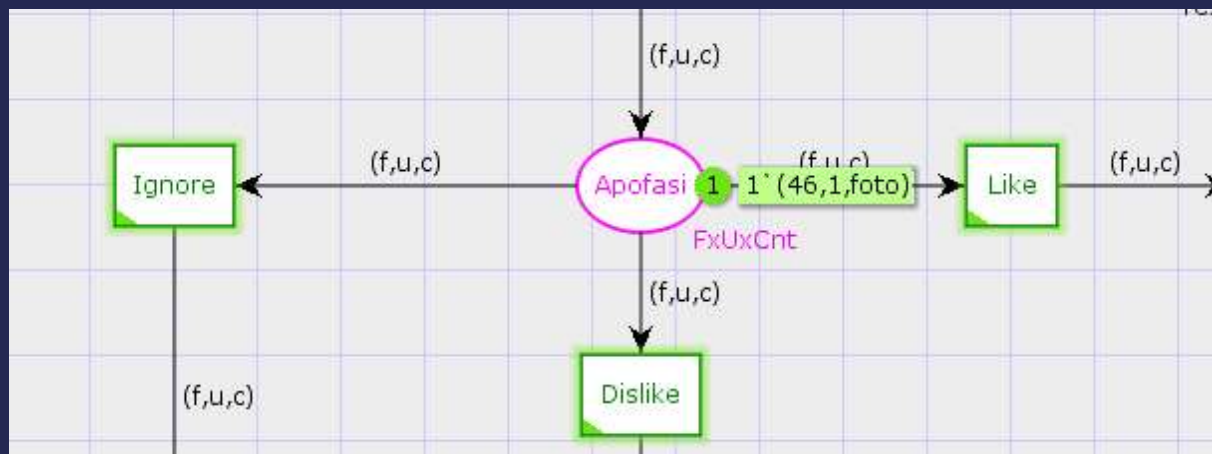 (f,u,c)
(f,u,c)
(f,u,c)
(f,u,c)
Ignore
Apofasi
1
1`(46,1,foto)
Like
FxUxCnt
(f,u,c)
Dislike
(f,u,c)